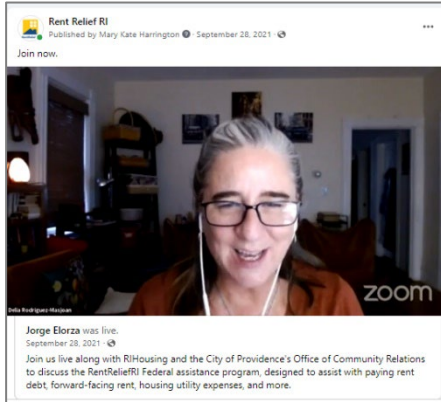 Rent Relief RI
Published by Mary Kate Harrington · September 28, 2021 ·
Join now.
zoom
Delia Rodriguez-Masjoan
Jorge Elorza was live.
September 28, 2021 ·
Join us live along with RIHousing and the City of Providence's Office of Community Relations
to discuss the RentReliefRI Federal assistance program, designed to assist with paying rent
debt, forward-facing rent, housing utility expenses, and more.